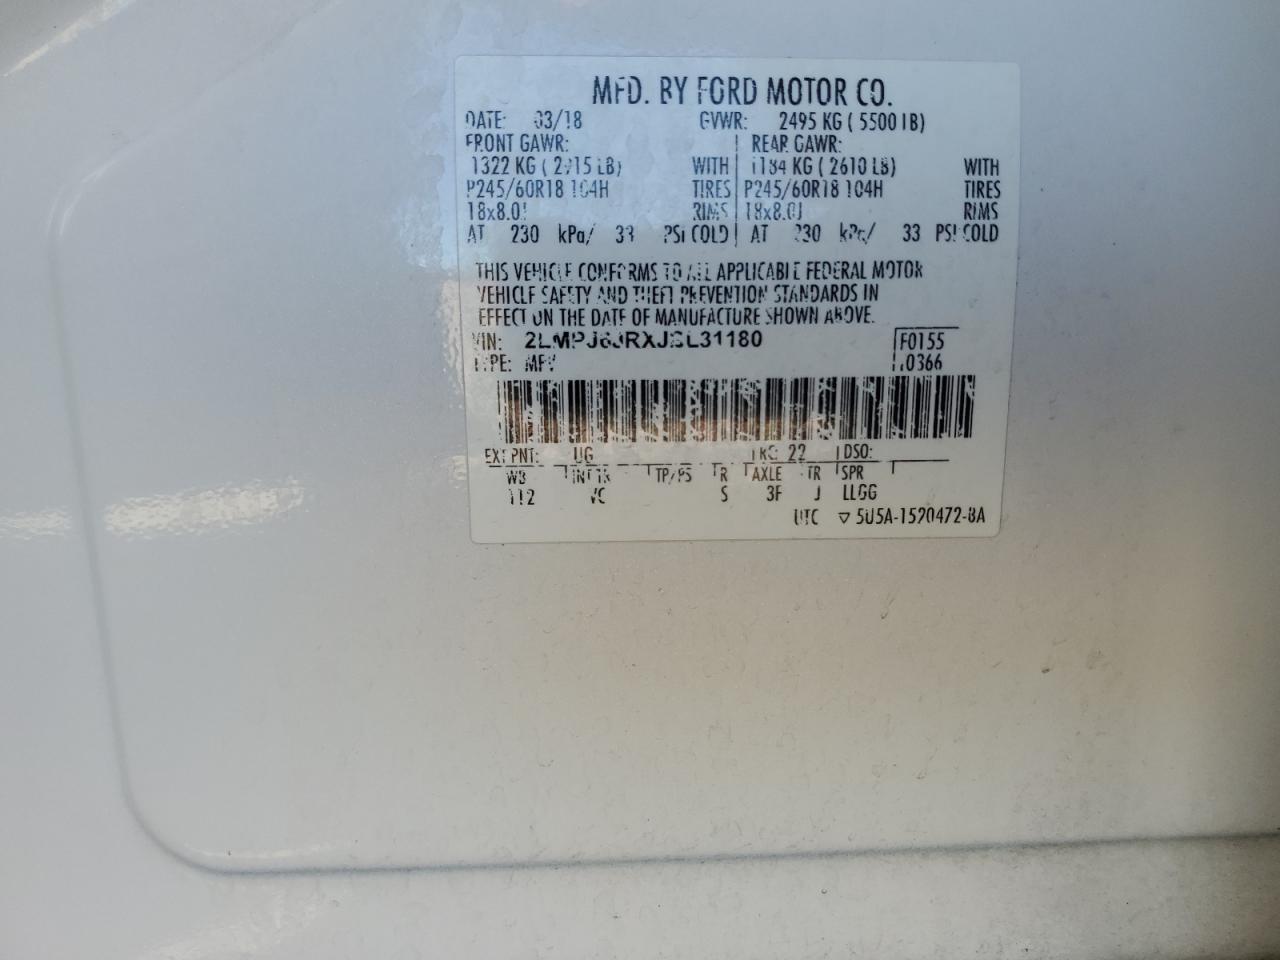 MFD. BY FORD MOTOR CO.
DATE: 03/18 GVWR: 2495 KG ( 5500 LB)
FRONT GAWR: REAR GAWR:
1322 KG ( 2915 LB) WITH 1184 KG ( 2610 LB) WITH
P245/60R18 104H TIRES P245/60R18 104H TIRES
18x8.0J RIMS 18x8.0J RIMS
AT 230 kPa/ 33 PSI COLD AT 230 kPa/ 33 PSI COLD
THIS VEHICLE CONFORMS TO ALL APPLICABLE FEDERAL MOTOR
VEHICLE SAFETY AND THEFT PREVENTION STANDARDS IN
EFFECT ON THE DATE OF MANUFACTURE SHOWN ABOVE.
VIN: F0155
TYPE: MPV 0366
EXT PNT: UG RC: 22 DSO:
WB INT TR TP/PS R AXLE TR SPR
112 VC S 3F J LLGG
UTC ▽ 5U5A-1520472-BA